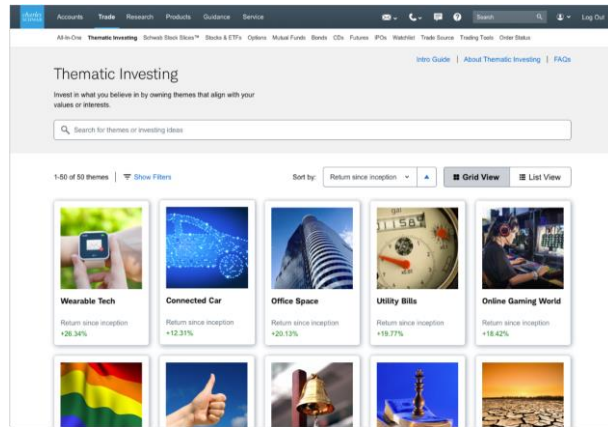 charles
SCHWAB
Accounts Trade Research Products Guidance Service
Search
Log Out
All-In-One Thematic Investing Schwab Stock Slices™ Stocks & ETFs Options Mutual Funds Bonds CDs Futures IPOs Watchlist Trade Source Trading Tools Order Status
Intro Guide | About Thematic Investing | FAQs
Thematic Investing
Invest in what you believe in by owning themes that align with your
values or interests.
Search for themes or investing ideas
1-50 of 50 themes | Show Filters
Sort by: Return since inception
Grid View
List View
Wearable Tech
Return since inception
+26.34%
Connected Car
Return since inception
+12.31%
Office Space
Return since inception
+20.13%
Utility Bills
Return since inception
+19.77%
Online Gaming World
Return since inception
+18.42%